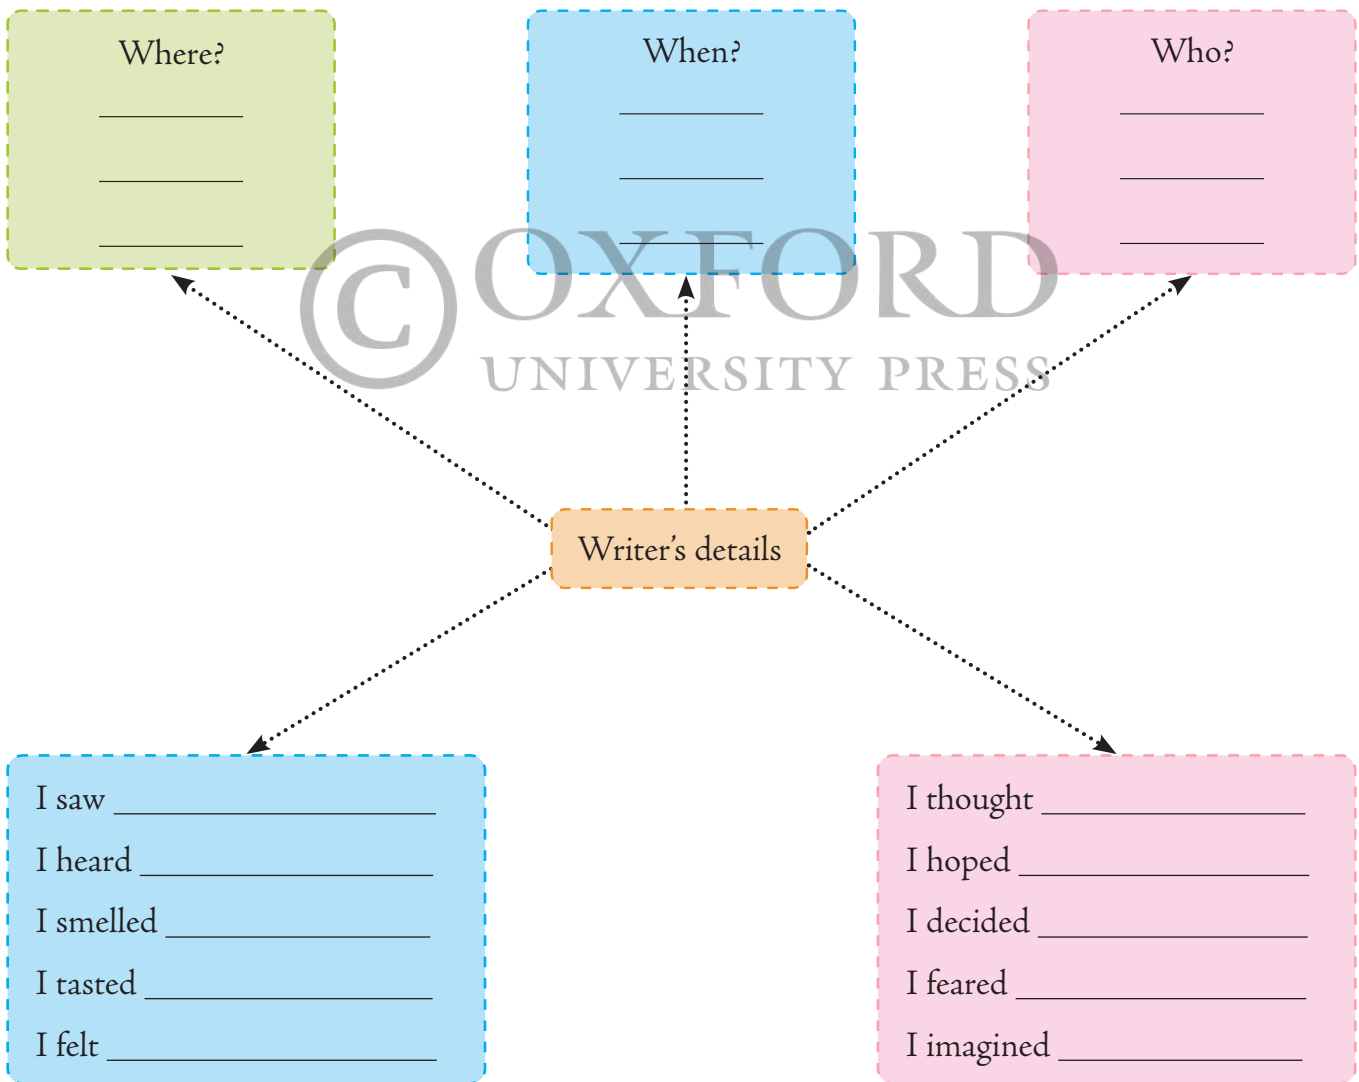 Where?
When?
Who?
© OXFORD
UNIVERSITY PRESS
Writer's details
I saw
I heard
I smelled
I tasted
I felt
I thought
I hoped
I decided
I feared
I imagined